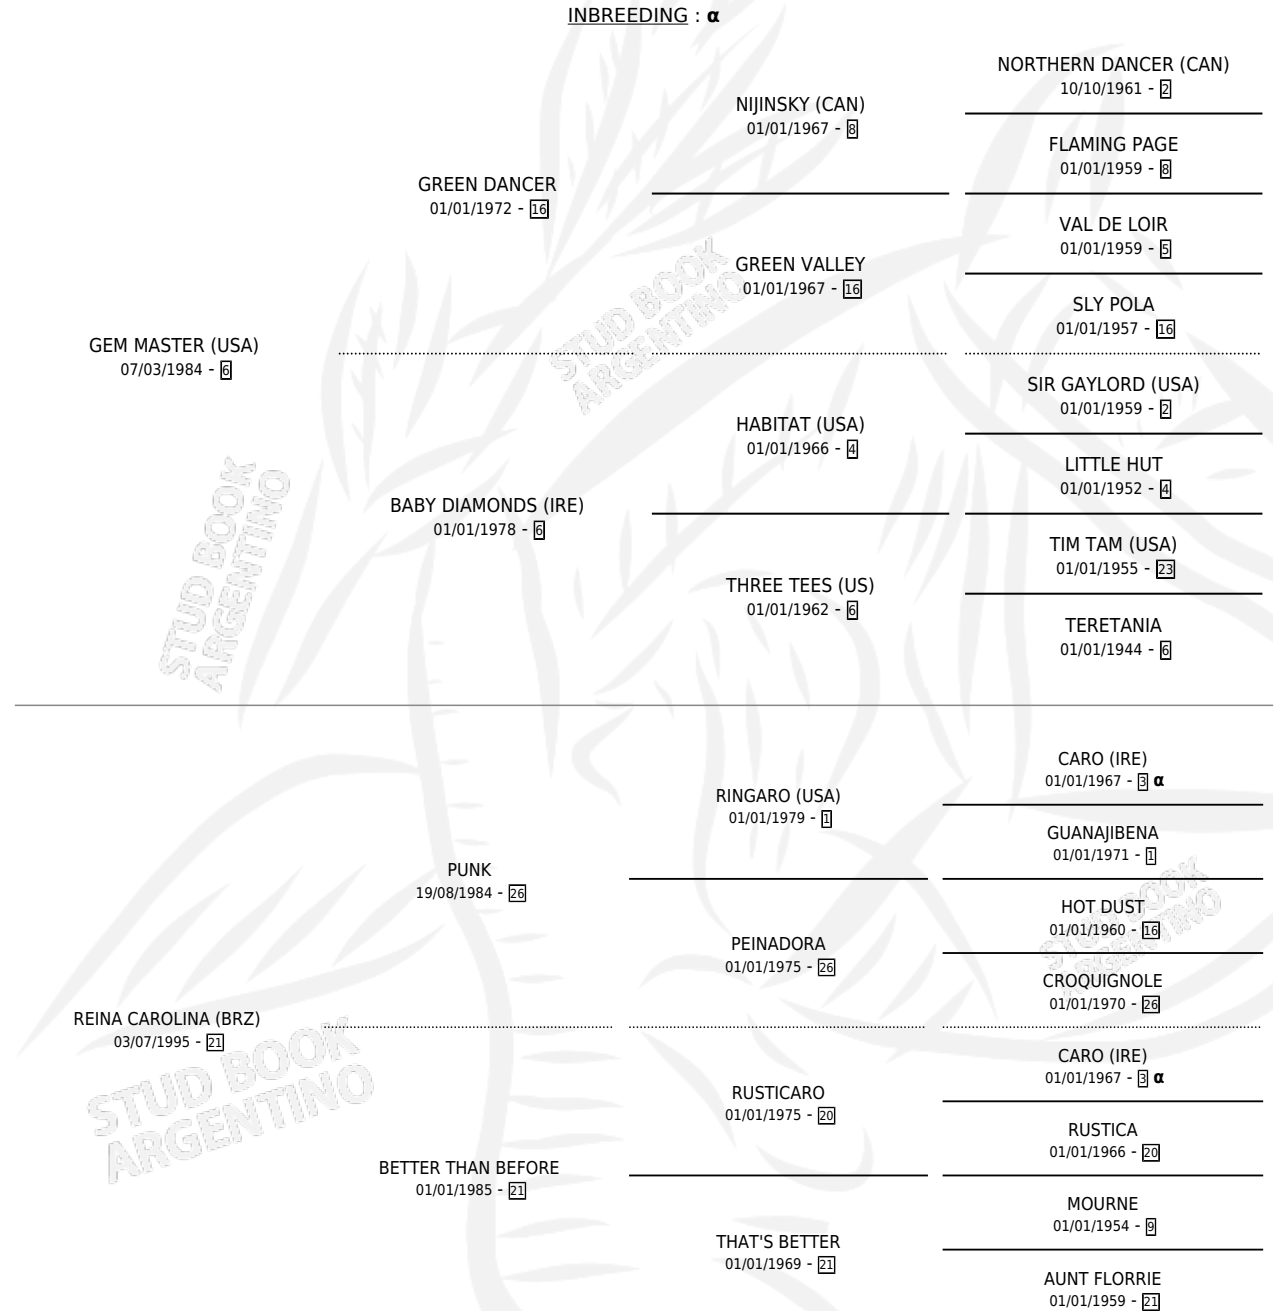 INBREEDING : α
NORTHERN DANCER (CAN)
10/10/1961 - 2
NIJINSKY (CAN)
01/01/1967 - 8
FLAMING PAGE
01/01/1959 - 8
GREEN DANCER
01/01/1972 - 16
VAL DE LOIR
01/01/1959 - 5
GREEN VALLEY
01/01/1967 - 16
SLY POLA
01/01/1957 - 16
GEM MASTER (USA)
07/03/1984 - 6
SIR GAYLORD (USA)
01/01/1959 - 2
HABITAT (USA)
01/01/1966 - 4
LITTLE HUT
01/01/1952 - 4
BABY DIAMONDS (IRE)
01/01/1978 - 6
TIM TAM (USA)
01/01/1955 - 23
THREE TEES (US)
01/01/1962 - 6
TERETANIA
01/01/1944 - 6
CARO (IRE)
01/01/1967 - 3 α
RINGARO (USA)
01/01/1979 - 1
GUANAJIBENA
01/01/1971 - 1
PUNK
19/08/1984 - 26
HOT DUST
01/01/1960 - 16
PEINADORA
01/01/1975 - 26
CROQUIGNOLE
01/01/1970 - 26
REINA CAROLINA (BRZ)
03/07/1995 - 21
CARO (IRE)
01/01/1967 - 3 α
RUSTICARO
01/01/1975 - 20
RUSTICA
01/01/1966 - 20
BETTER THAN BEFORE
01/01/1985 - 21
MOURNE
01/01/1954 - 9
THAT'S BETTER
01/01/1969 - 21
AUNT FLORRIE
01/01/1959 - 21
STUD BOOK
ARGENTINO
STUD BOOK
ARGENTINO
STUD BOOK
ARGENTINO
STUD BOOK
ARGENTINO